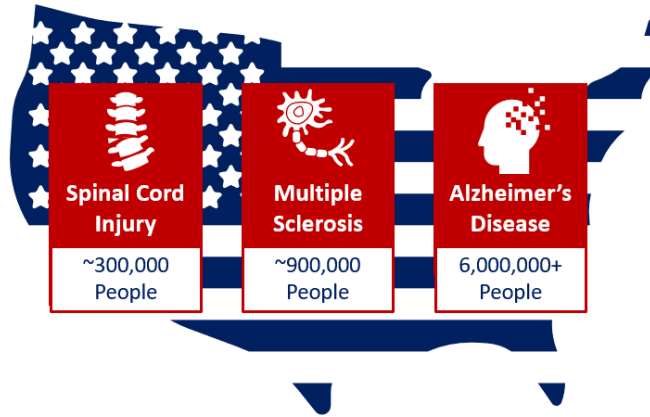 Spinal Cord
Injury
~300,000
People
Multiple
Sclerosis
~900,000
People
Alzheimer’s
Disease
6,000,000+
People